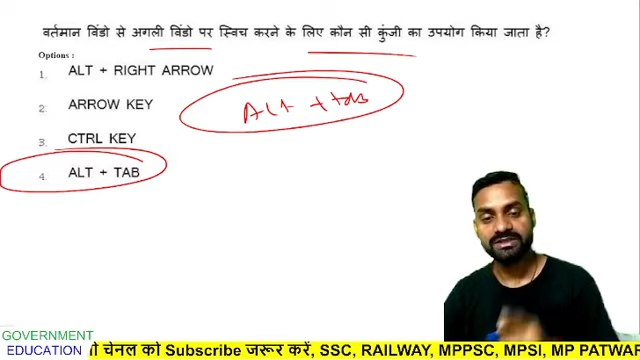 वर्तमान विंडो से अगली विंडो पर स्विच करने के लिए कौन सी कुंजी का उपयोग किया जाता है?
Options :
1. ALT + RIGHT ARROW
2. ARROW KEY
3. CTRL KEY
4. ALT + TAB
Alt + tab
GOVERNMENT
EDUCATION
चेनल को Subscribe जरूर करें, SSC, RAILWAY, MPPSC, MPSI, MP PATWAR